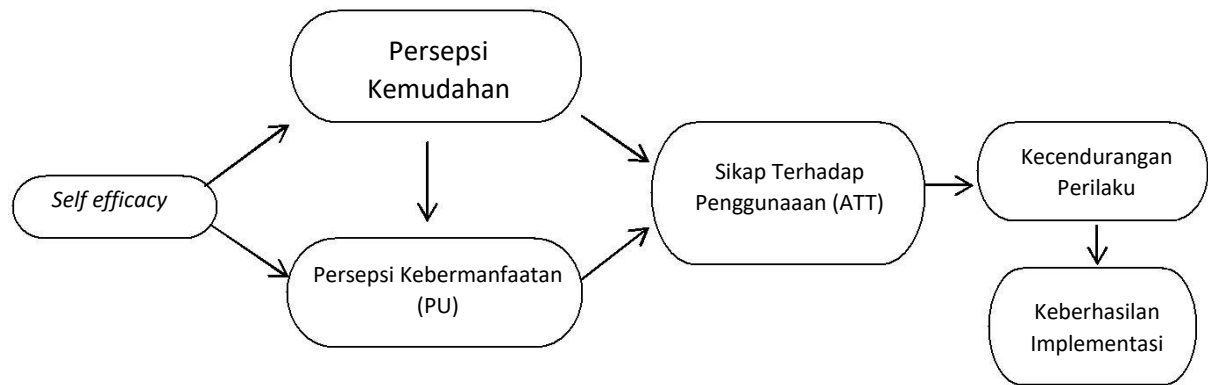 Persepsi
Kemudahan
Self efficacy
Persepsi Kebermanfaatan
(PU)
Sikap Terhadap
Penggunaaan (ATT)
Kecendurangan
Perilaku
Keberhasilan
Implementasi